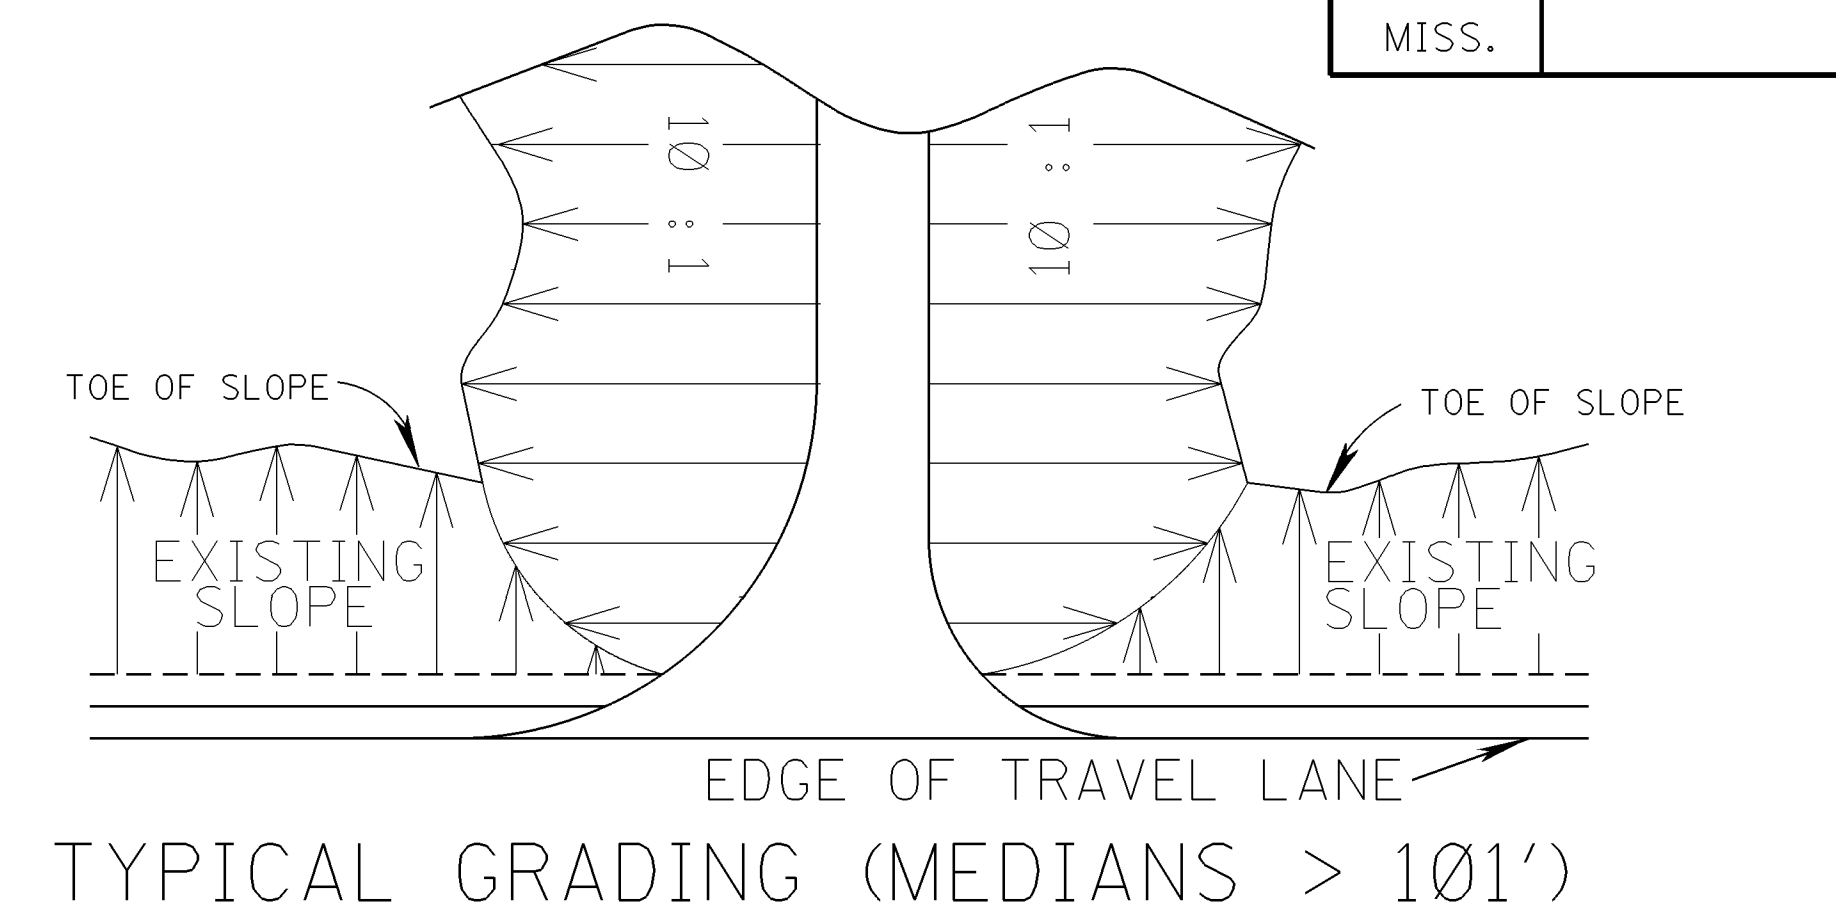 MISS.
10 : 1
10 : 1
TOE OF SLOPE
TOE OF SLOPE
EXISTING
SLOPE
EXISTING
SLOPE
EDGE OF TRAVEL LANE
TYPICAL GRADING (MEDIANS > 101')